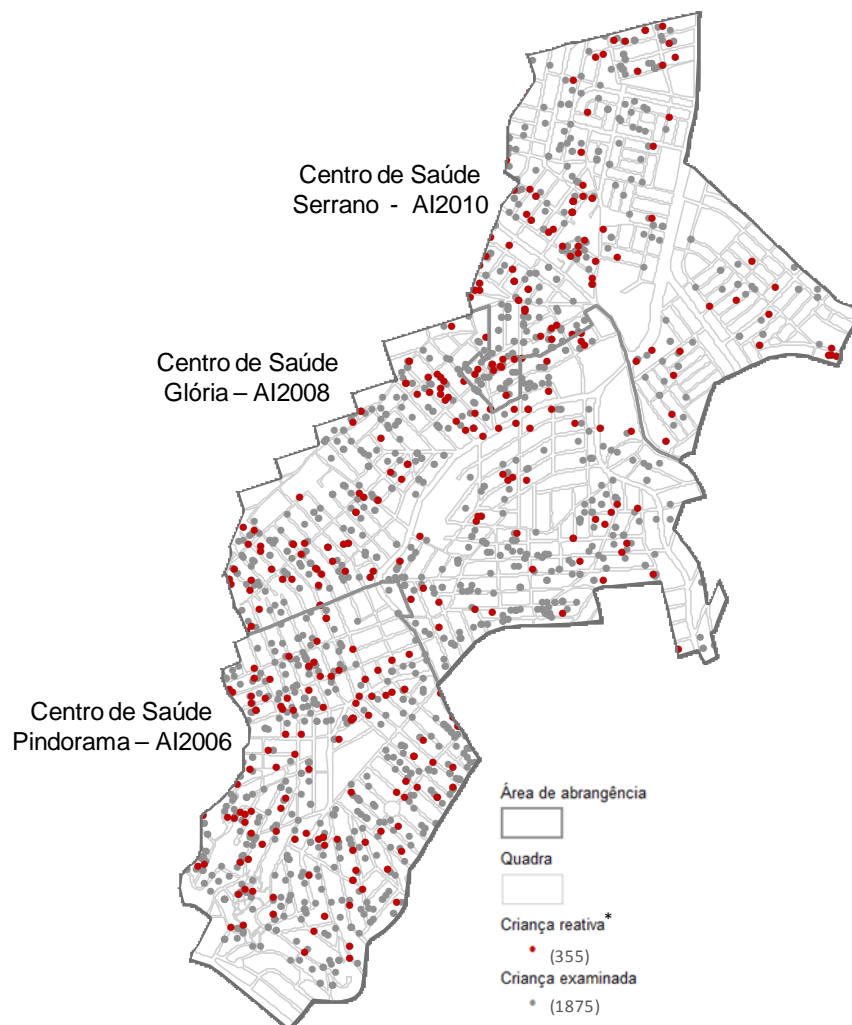 Centro de Saúde
Serrano - AI2010
Centro de Saúde
Glória – AI2008
Centro de Saúde
Pindorama – AI2006
Área de abrangência
Quadra
Criança reativa*
(355)
Criança examinada
(1875)